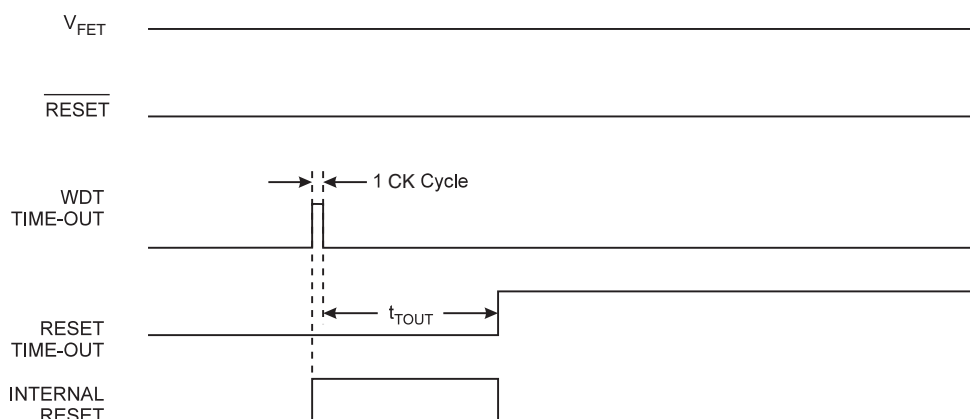 VFET
RESET
1 CK Cycle
WDT
TIME-OUT
tTOUT
RESET
TIME-OUT
INTERNAL
RESET